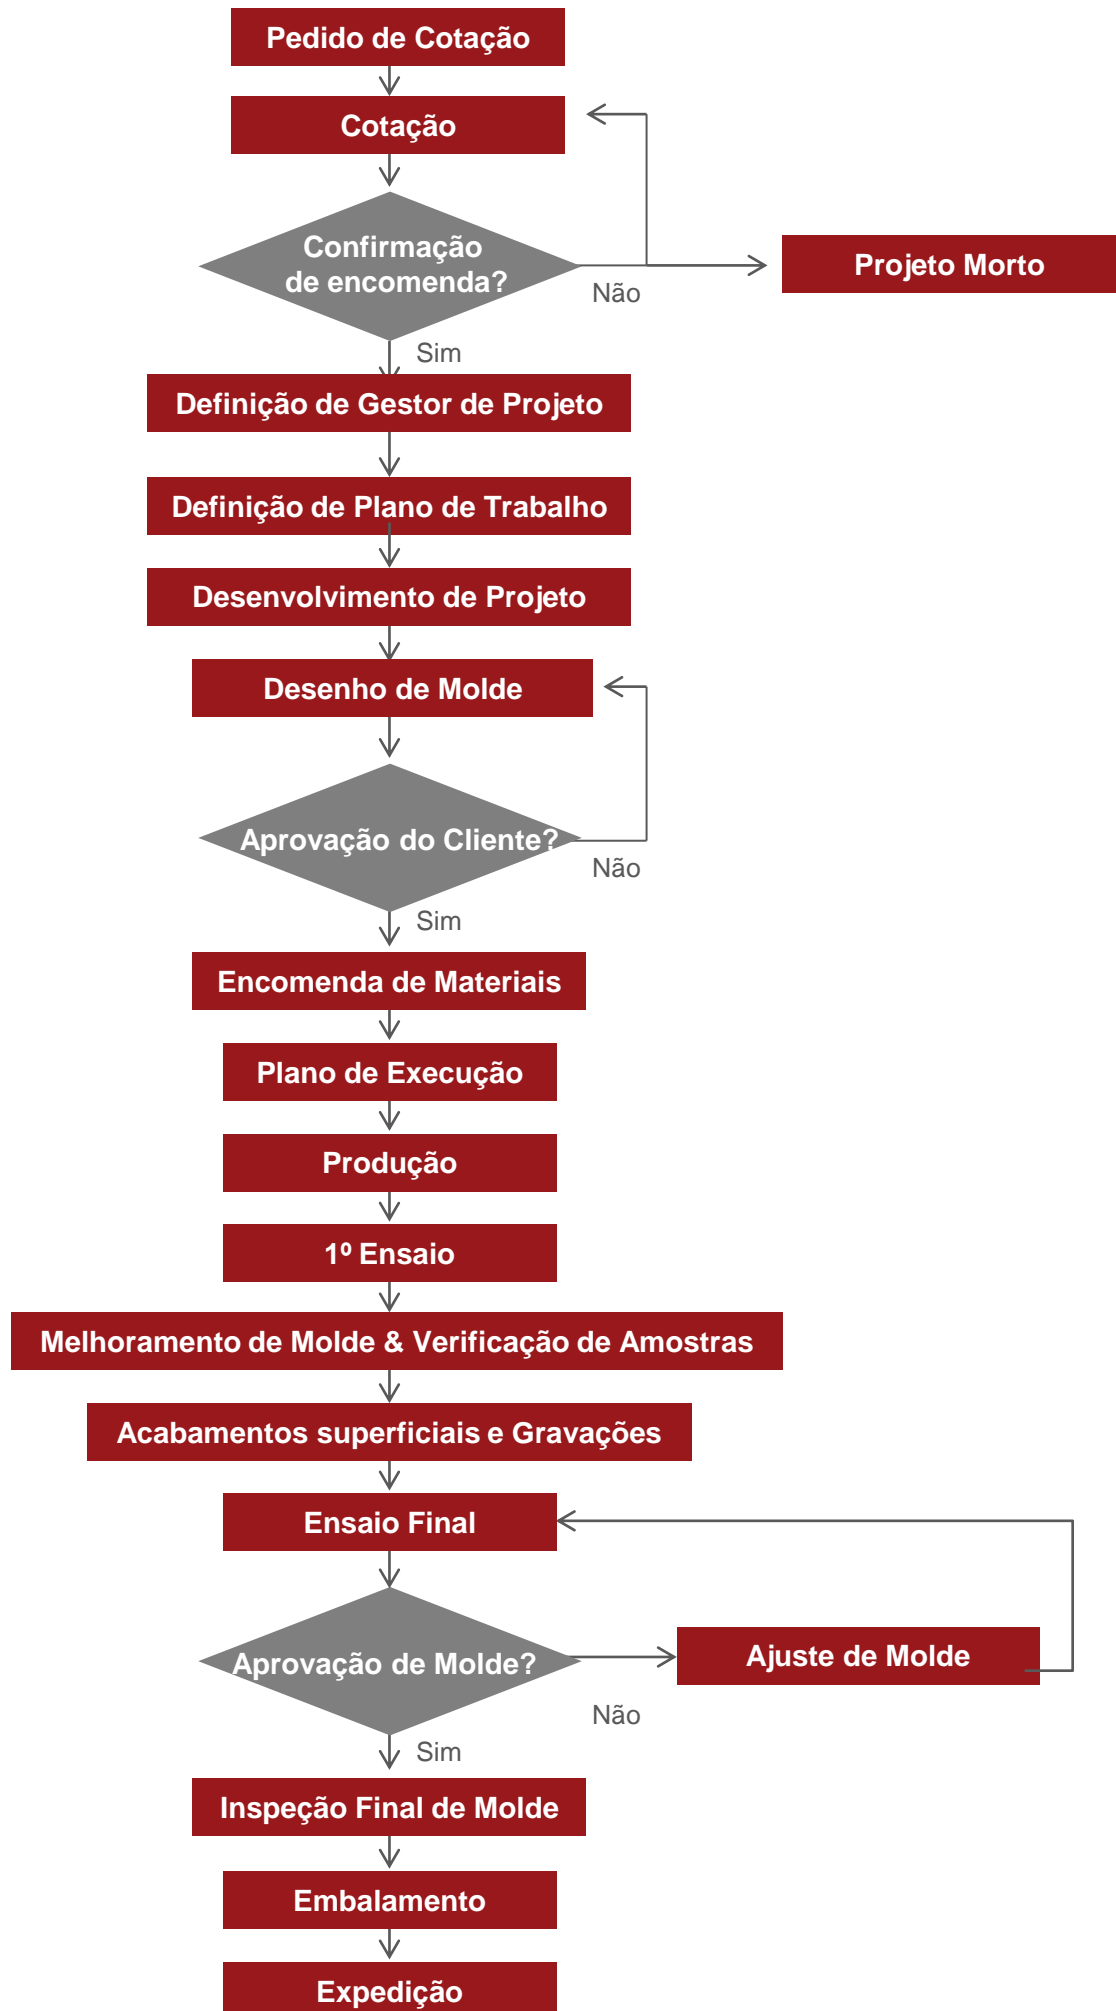 Pedido de Cotação
Cotação
Confirmação
de encomenda?
Não
Projeto Morto
Sim
Definição de Gestor de Projeto
Definição de Plano de Trabalho
Desenvolvimento de Projeto
Desenho de Molde
Aprovação do Cliente?
Não
Sim
Encomenda de Materiais
Plano de Execução
Produção
1º Ensaio
Melhoramento de Molde & Verificação de Amostras
Acabamentos superficiais e Gravações
Ensaio Final
Aprovação de Molde?
Ajuste de Molde
Não
Sim
Inspeção Final de Molde
Embalamento
Expedição